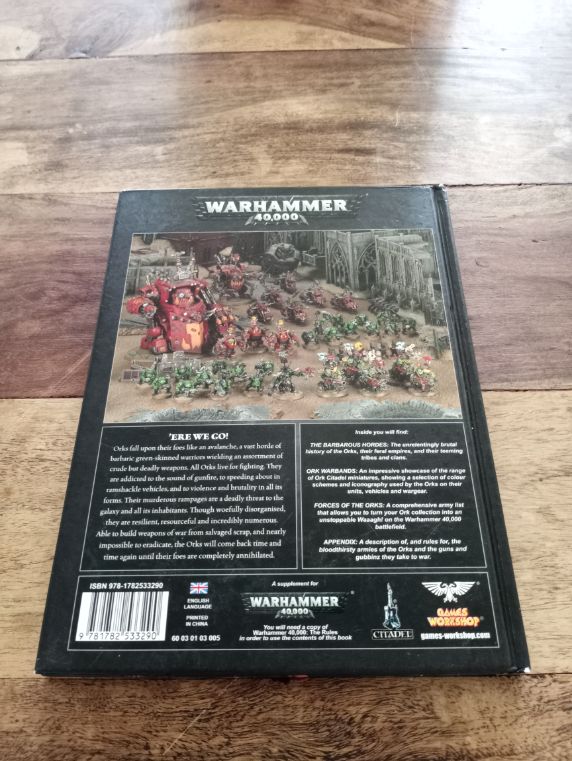 WARHAMMER
40,000
'ERE WE GO!
Orks fall upon their foes like an avalanche, a vast horde of
barbaric green-skinned warriors wielding an assortment of
crude but deadly weapons. All Orks live for fighting. They
are addicted to the sound of gunfire, to speeding about in
ramshackle vehicles, and to violence and brutality in all its
forms. Their murderous rampages are a deadly threat to the
galaxy and all its inhabitants. Though woefully disorganised,
they are resilient, resourceful and incredibly numerous.
Able to build weapons of war from salvaged scrap, and nearly
impossible to eradicate, the Orks will come back time and
time again until their foes are completely annihilated.
Inside you will find:
THE BARBAROUS HORDES: The unrelentingly brutal
history of the Orks, their feral empires, and their teeming
tribes and clans.
ORK WARBANDS: An impressive showcase of the range
of Ork Citadel miniatures, showing a selection of colour
schemes and iconography used by the Orks on their
units, vehicles and wargear.
FORCES OF THE ORKS: A comprehensive army list
that allows you to turn your Ork collection into an
unstoppable Waaagh! on the Warhammer 40,000
battlefield.
APPENDIX: A description of, and rules for, the
bloodthirsty armies of the Orks and the guns and
gubbinz they take to war.
ISBN 978-1782533290
9 781782 533290
ENGLISH
LANGUAGE
PRINTED
IN CHINA
60 03 01 03 005
A supplement for
WARHAMMER
40,000
You will need a copy of
Warhammer 40,000: The Rules
in order to use the contents of this book
CITADEL
GAMES
WORKSHOP
games-workshop.com